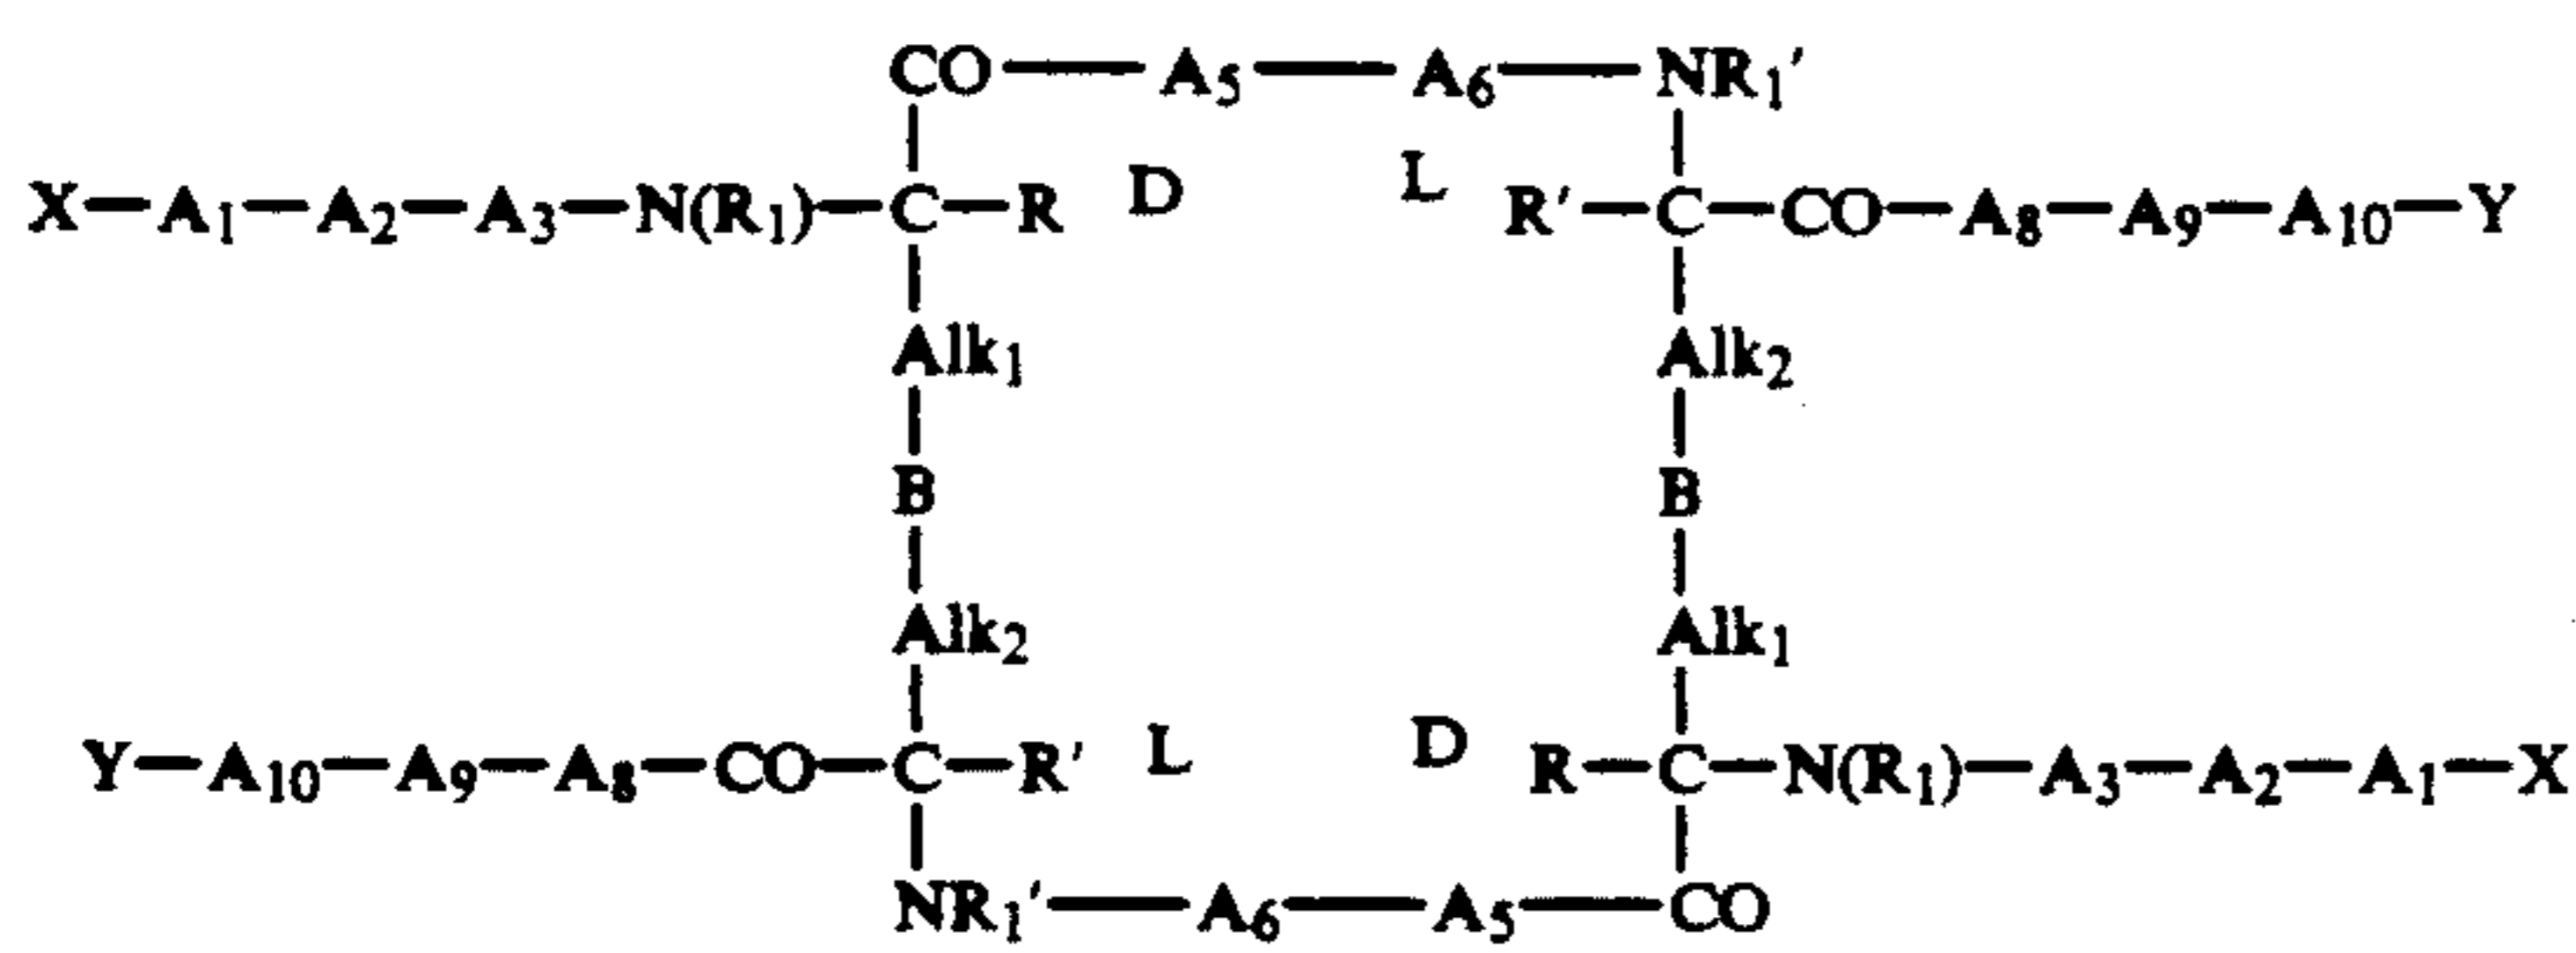 CO—A₅—A₆—NR₁′
X—A₁—A₂—A₃—N(R₁)—C—R D L R′—C—CO—A₈—A₉—A₁₀—Y
Alk₁ Alk₂
B B
Alk₂ Alk₁
Y—A₁₀—A₉—A₈—CO—C—R′ L D R—C—N(R₁)—A₃—A₂—A₁—X
NR₁′—A₆—A₅—CO